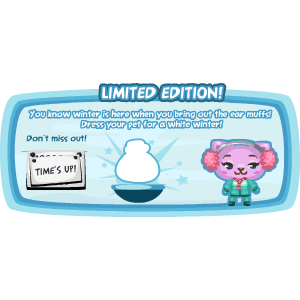 LIMITED EDITION!
You know winter is here when you bring out the ear muffs!
Dress your pet for a white winter!
Don't miss out!
TIME'S UP!